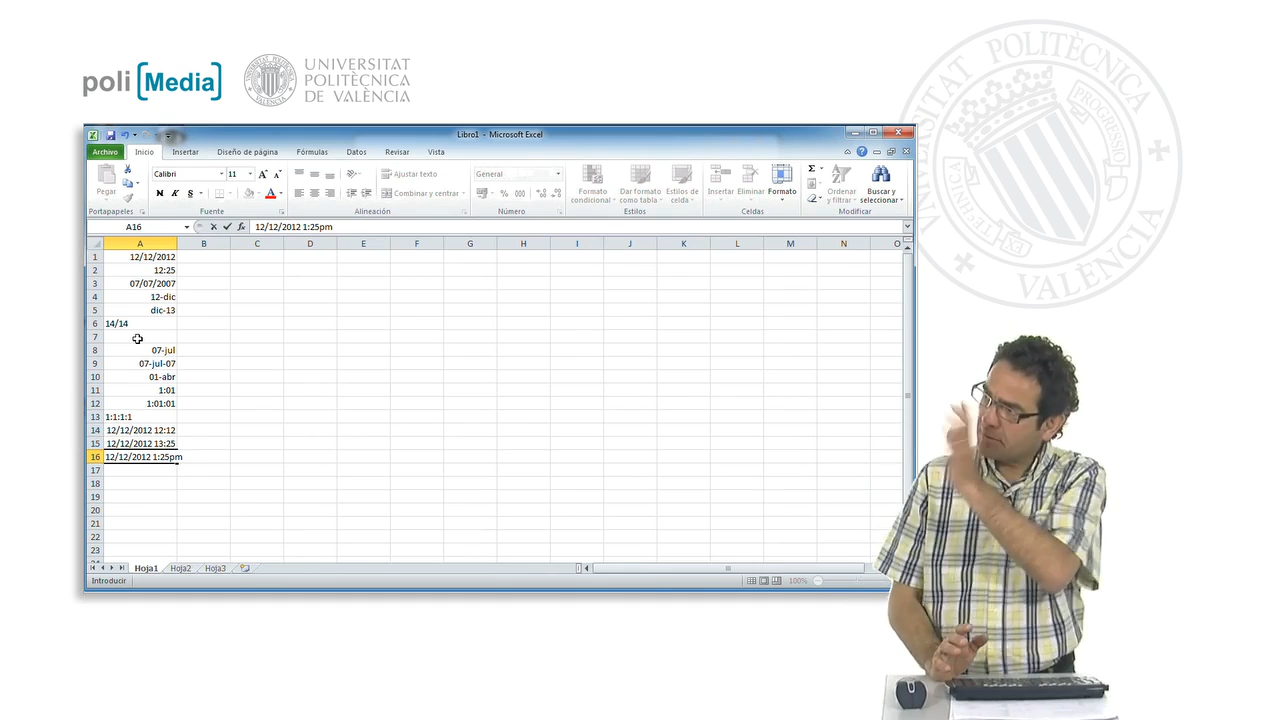 poli[Media]
UNIVERSITAT
POLITÈCNICA
DE VALÈNCIA
UNIVERSITAT POLITÈCNICA
PROGRESSIO
VALÈNCIA
Libro1 - Microsoft Excel
Archivo Inicio Insertar Diseño de página Fórmulas Datos Revisar Vista
Pegar
Calibri 11
N K S
Ajustar texto
Combinar y centrar
General
% 000
Formato condicional
Dar formato como tabla
Estilos de celda
Insertar Eliminar Formato
Ordenar y filtrar
Buscar y seleccionar
Portapapeles Fuente Alineación Número Estilos Celdas Modificar
A16 fx 12/12/2012 1:25pm
A B C D E F G H I J K L M N O
1 12/12/2012
2 12:25
3 07/07/2007
4 12-dic
5 dic-13
6 14/14
7
8 07-jul
9 07-jul-07
10 01-abr
11 1:01
12 1:01:01
13 1:1:1:1
14 12/12/2012 12:12
15 12/12/2012 13:25
16 12/12/2012 1:25pm
17
18
19
20
21
22
23
Hoja1 Hoja2 Hoja3
Introducir 100%